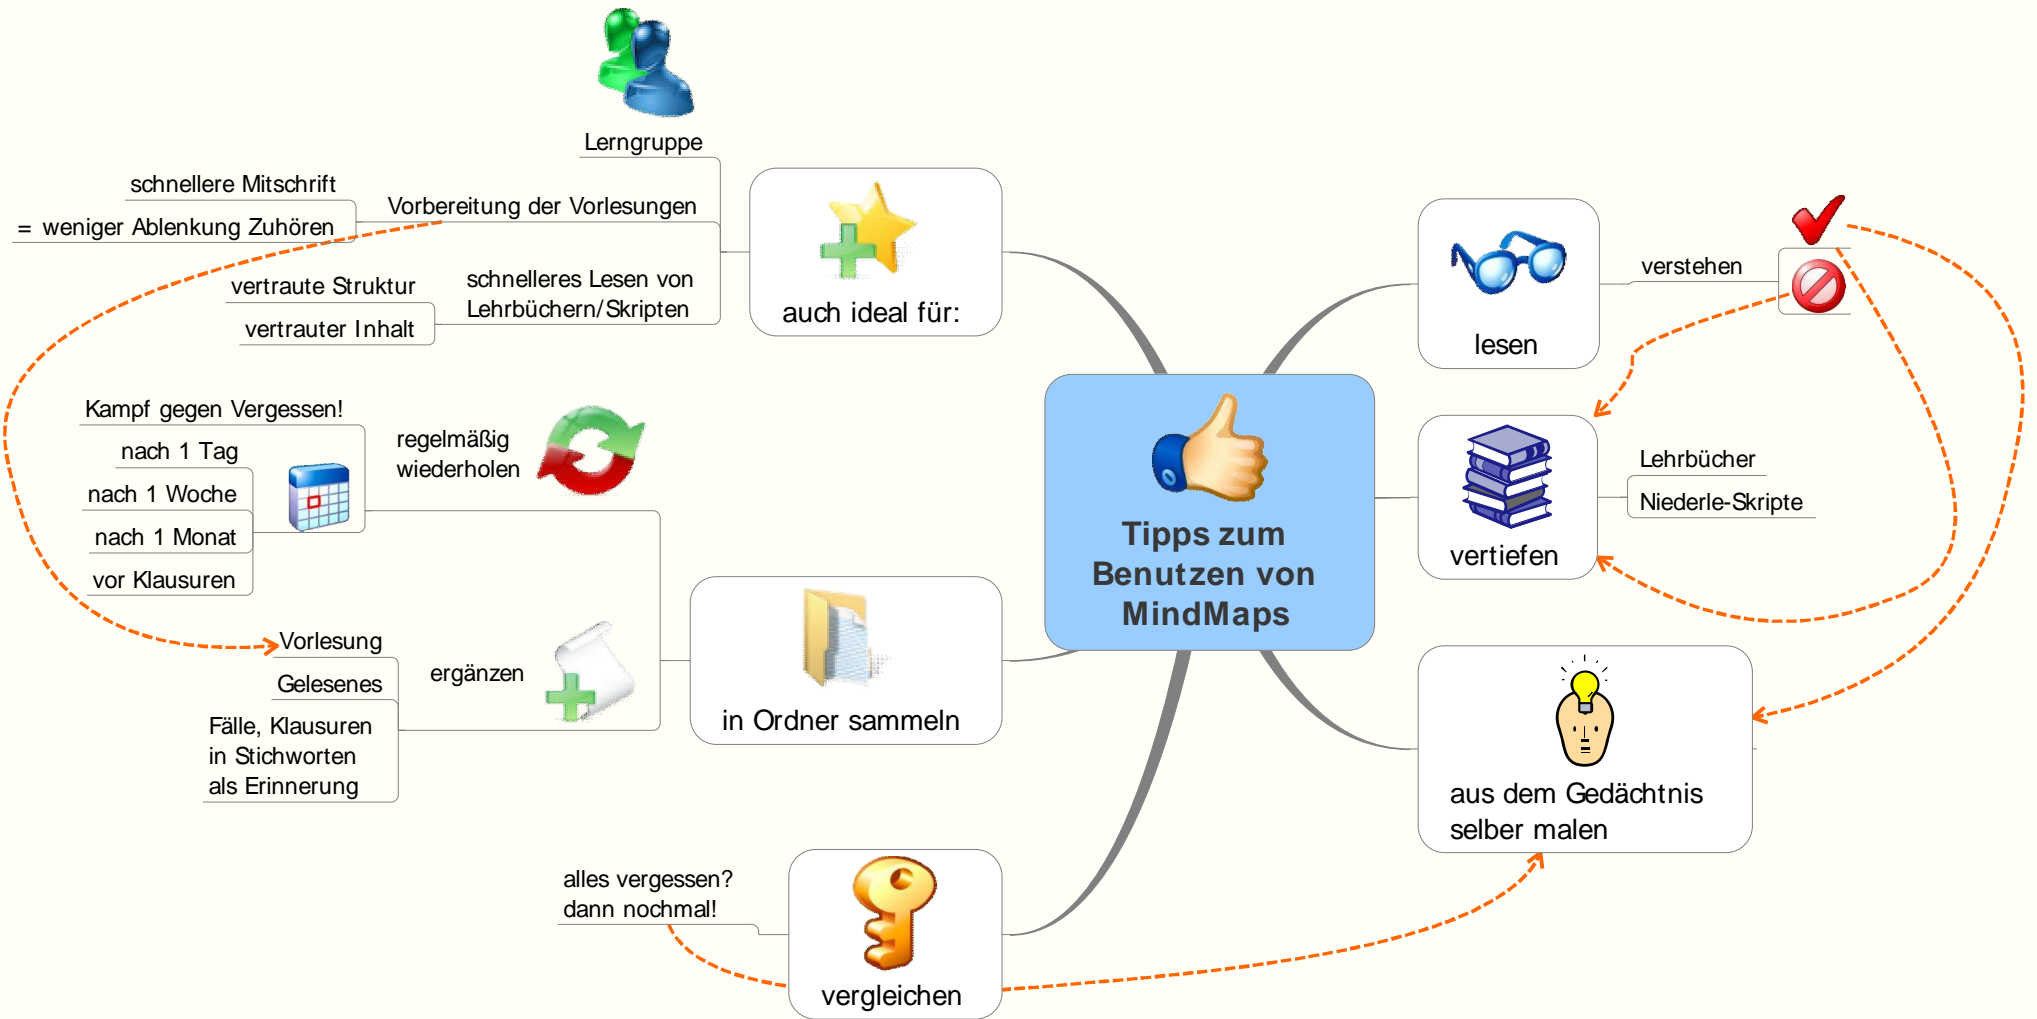 Tipps zum
Benutzen von
MindMaps
lesen
verstehen
vertiefen
Lehrbücher
Niederle-Skripte
aus dem Gedächtnis
selber malen
vergleichen
alles vergessen?
dann nochmal!
in Ordner sammeln
regelmäßig
wiederholen
Kampf gegen Vergessen!
nach 1 Tag
nach 1 Woche
nach 1 Monat
vor Klausuren
ergänzen
Vorlesung
Gelesenes
Fälle, Klausuren
in Stichworten
als Erinnerung
auch ideal für:
Lerngruppe
Vorbereitung der Vorlesungen
schnellere Mitschrift
= weniger Ablenkung Zuhören
schnelleres Lesen von
Lehrbüchern/Skripten
vertraute Struktur
vertrauter Inhalt